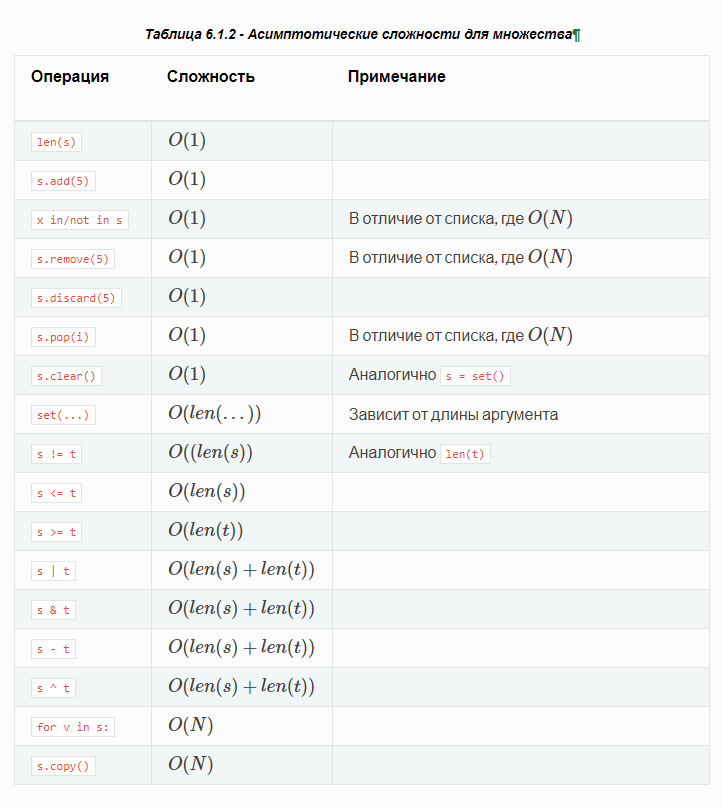 Таблица 6.1.2 - Асимптотические сложности для множества¶
Операция Сложность Примечание
len(s) O(1)
s.add(5) O(1)
x in/not in s O(1) В отличие от списка, где O(N)
s.remove(5) O(1) В отличие от списка, где O(N)
s.discard(5) O(1)
s.pop(i) O(1) В отличие от списка, где O(N)
s.clear() O(1) Аналогично s = set()
set(...) O(len(...)) Зависит от длины аргумента
s != t O((len(s)) Аналогично len(t)
s <= t O(len(s))
s >= t O(len(t))
s | t O(len(s) + len(t))
s & t O(len(s) + len(t))
s - t O(len(s) + len(t))
s ^ t O(len(s) + len(t))
for v in s: O(N)
s.copy() O(N)